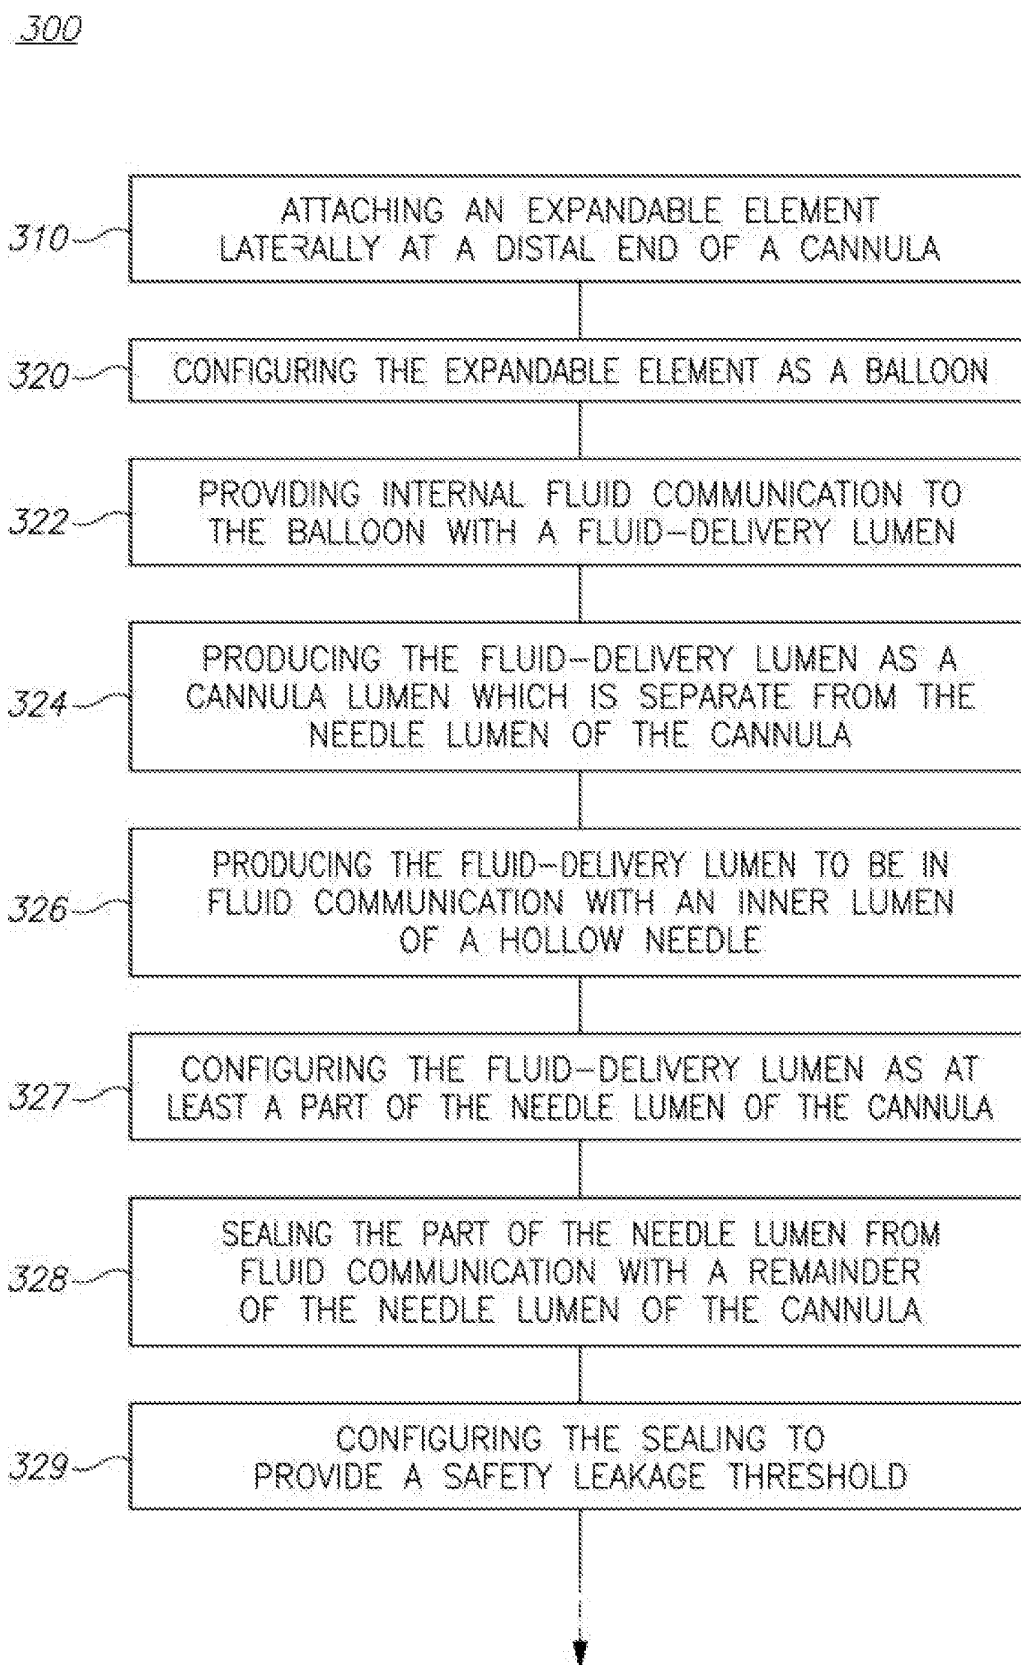 300
310
ATTACHING AN EXPANDABLE ELEMENT
LATERALLY AT A DISTAL END OF A CANNULA
320
CONFIGURING THE EXPANDABLE ELEMENT AS A BALLOON
322
PROVIDING INTERNAL FLUID COMMUNICATION TO
THE BALLOON WITH A FLUID-DELIVERY LUMEN
324
PRODUCING THE FLUID-DELIVERY LUMEN AS A
CANNULA LUMEN WHICH IS SEPARATE FROM THE
NEEDLE LUMEN OF THE CANNULA
326
PRODUCING THE FLUID-DELIVERY LUMEN TO BE IN
FLUID COMMUNICATION WITH AN INNER LUMEN
OF A HOLLOW NEEDLE
327
CONFIGURING THE FLUID-DELIVERY LUMEN AS AT
LEAST A PART OF THE NEEDLE LUMEN OF THE CANNULA
328
SEALING THE PART OF THE NEEDLE LUMEN FROM
FLUID COMMUNICATION WITH A REMAINDER
OF THE NEEDLE LUMEN OF THE CANNULA
329
CONFIGURING THE SEALING TO
PROVIDE A SAFETY LEAKAGE THRESHOLD